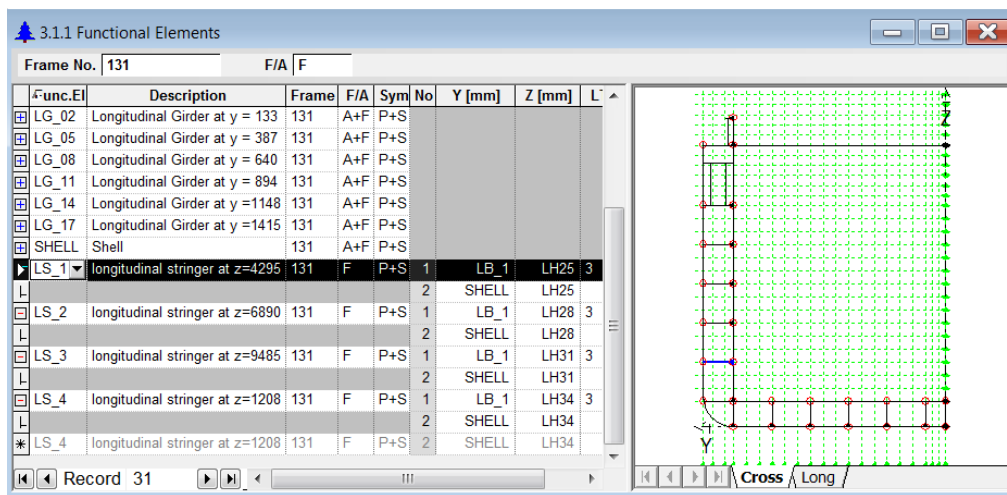 3.1.1 Functional Elements
Frame No. 131 F/A F
Func.El Description Frame F/A Sym No Y [mm] Z [mm] L
LG_02 Longitudinal Girder at y = 133 131 A+F P+S
LG_05 Longitudinal Girder at y = 387 131 A+F P+S
LG_08 Longitudinal Girder at y = 640 131 A+F P+S
LG_11 Longitudinal Girder at y = 894 131 A+F P+S
LG_14 Longitudinal Girder at y =1148 131 A+F P+S
LG_17 Longitudinal Girder at y =1415 131 A+F P+S
SHELL Shell 131 A+F P+S
LS_1 longitudinal stringer at z=4295 131 F P+S 1 LB_1 LH25 3
2 SHELL LH25
LS_2 longitudinal stringer at z=6890 131 F P+S 1 LB_1 LH28 3
2 SHELL LH28
LS_3 longitudinal stringer at z=9485 131 F P+S 1 LB_1 LH31 3
2 SHELL LH31
LS_4 longitudinal stringer at z=1208 131 F P+S 1 LB_1 LH34 3
2 SHELL LH34
LS_4 longitudinal stringer at z=1208 131 F P+S 2 SHELL LH34
Record 31
Z
Y
Cross Long